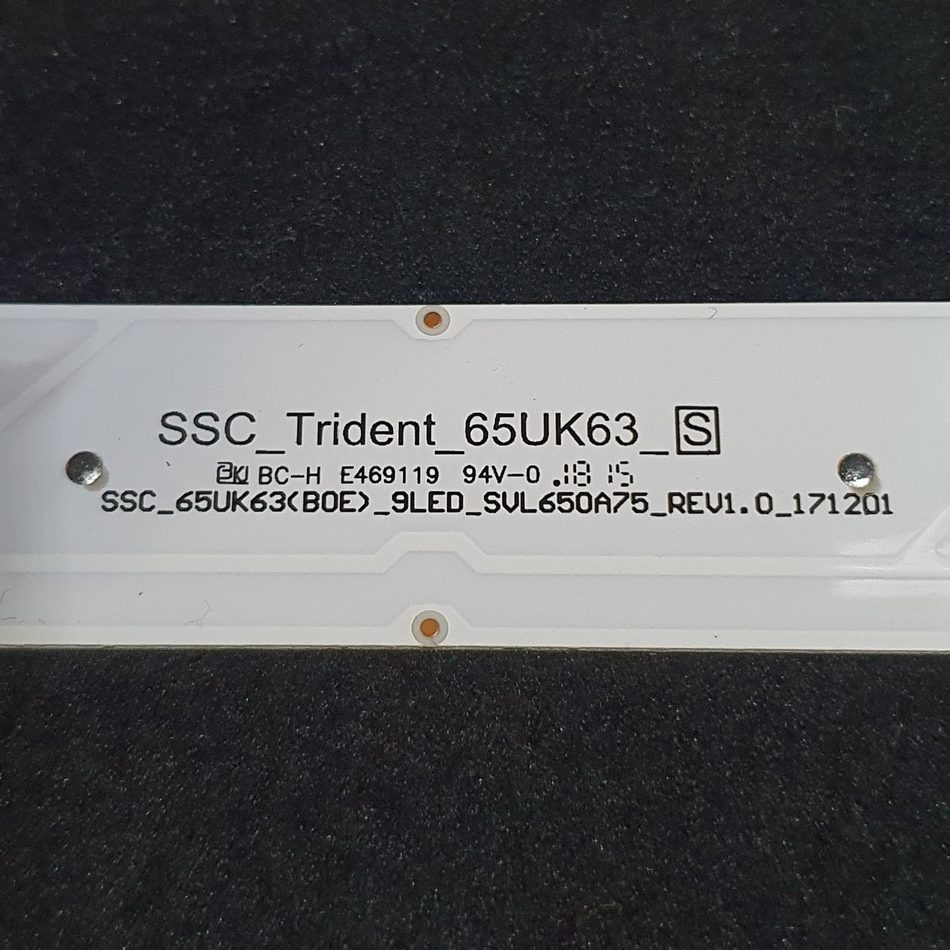 SSC_Trident_65UK63_S
BC-H E469119 94V-0 .18 15
SSC_65UK63(BOE)_9LED_SVL650A75_REV1.0_171201